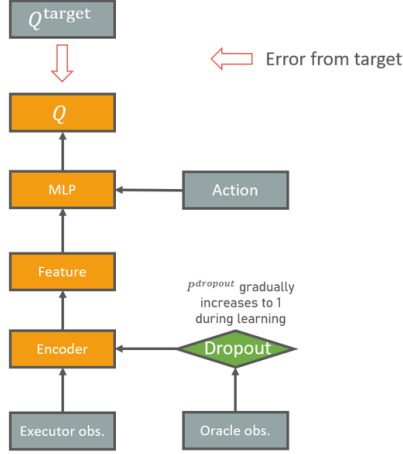 Q^target
Error from target
Q
MLP
Action
Feature
P^dropout gradually
increases to 1
during learning
Encoder
Dropout
Executor obs.
Oracle obs.